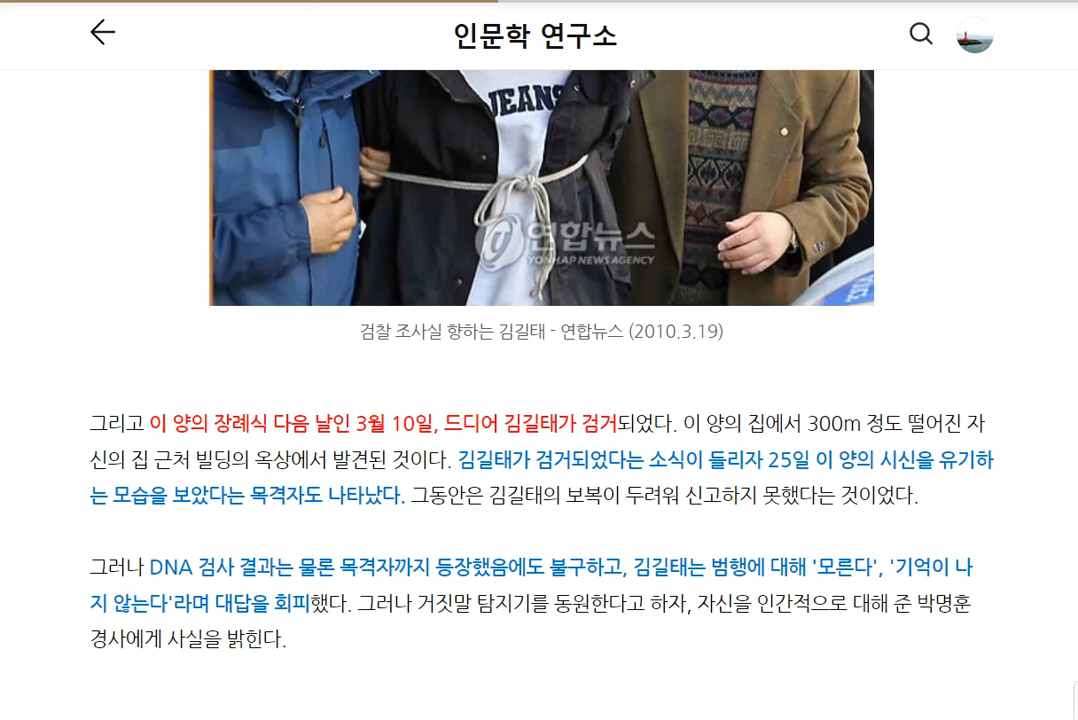 인문학 연구소
JEANS
연합뉴스
YONHAP NEWS AGENCY
검찰 조사실 향하는 김길태 - 연합뉴스 (2010.3.19)
그리고 이 양의 장례식 다음 날인 3월 10일, 드디어 김길태가 검거되었다. 이 양의 집에서 300m 정도 떨어진 자
신의 집 근처 빌딩의 옥상에서 발견된 것이다. 김길태가 검거되었다는 소식이 들리자 25일 이 양의 시신을 유기하
는 모습을 보았다는 목격자도 나타났다. 그동안은 김길태의 보복이 두려워 신고하지 못했다는 것이었다.
그러나 DNA 검사 결과는 물론 목격자까지 등장했음에도 불구하고, 김길태는 범행에 대해 '모른다', '기억이 나
지 않는다'라며 대답을 회피했다. 그러나 거짓말 탐지기를 동원한다고 하자, 자신을 인간적으로 대해 준 박명훈
경사에게 사실을 밝힌다.